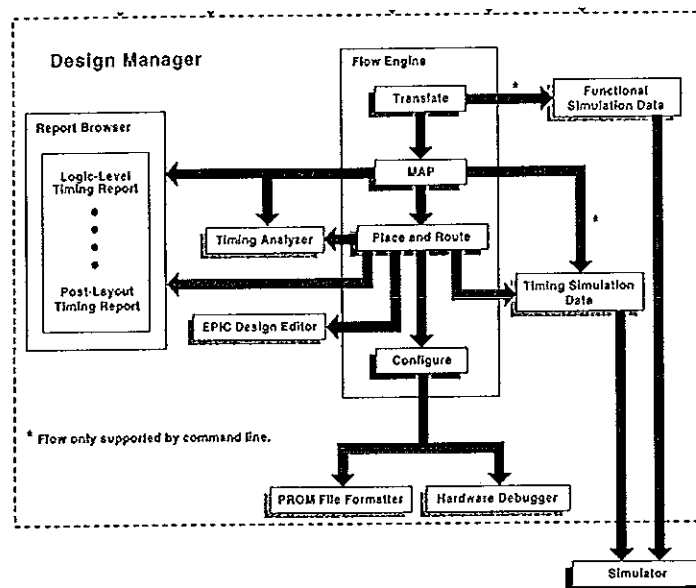 Design Manager
Flow Engine
Translate
*
Functional
Simulation Data
Report Browser
Logic-Level
Timing Report
MAP
*
Timing Analyzer
Place and Route
Post-Layout
Timing Report
Timing Simulation
Data
EPIC Design Editor
Configure
* Flow only supported by command line.
PROM File Formatter
Hardware Debugger
Simulator